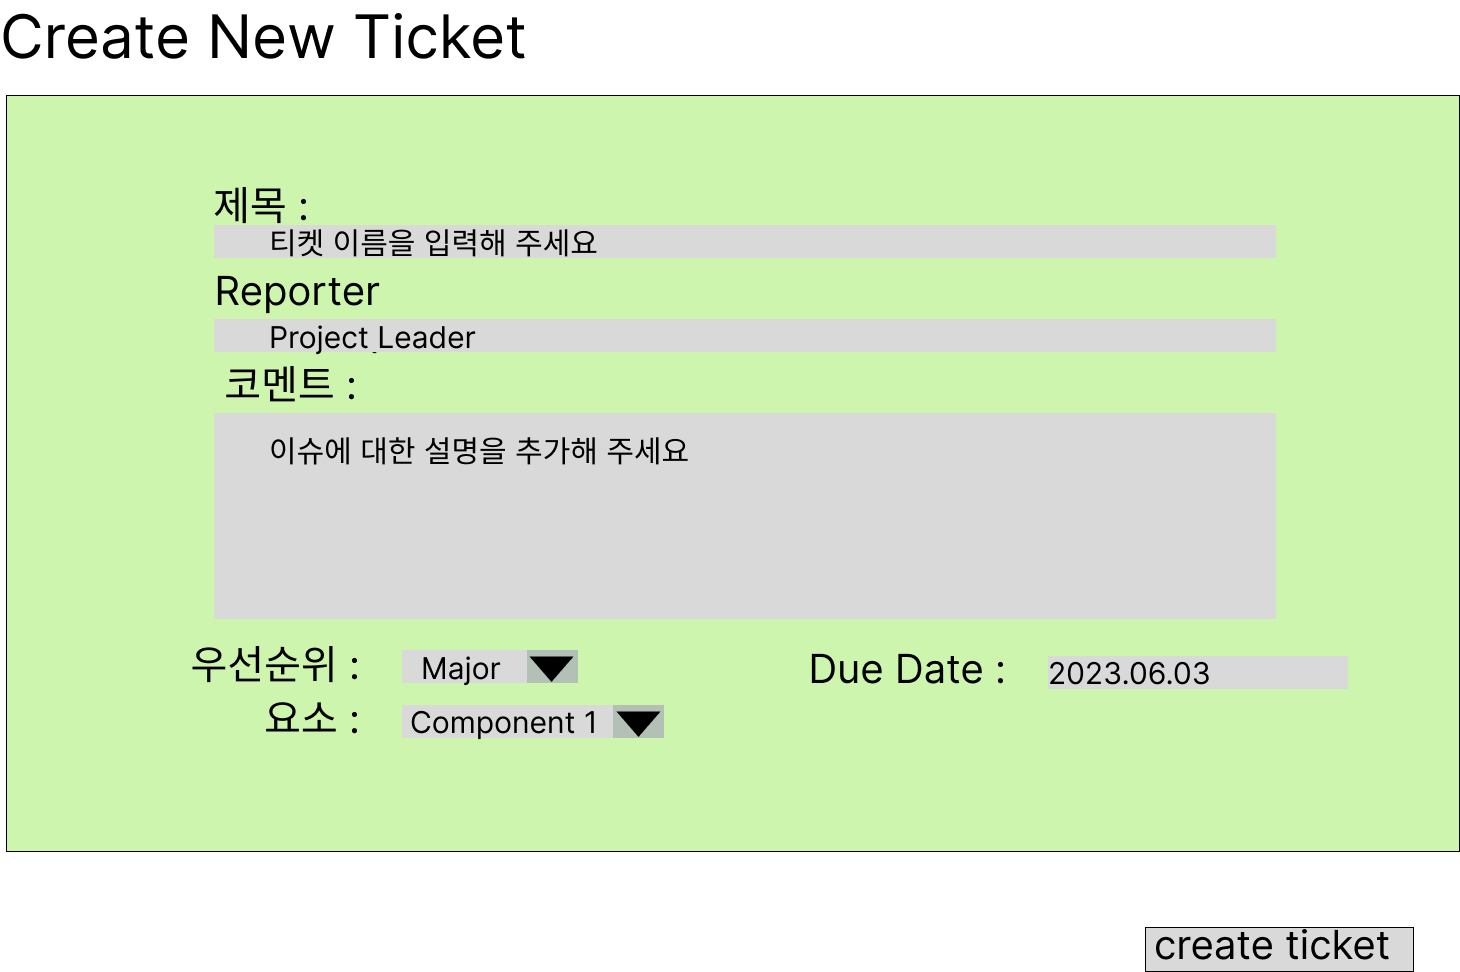 Create New Ticket
제목 :
티켓 이름을 입력해 주세요
Reporter
Project Leader
코멘트 :
이슈에 대한 설명을 추가해 주세요
우선순위 : Major Due Date : 2023.06.03
요소 : Component 1
create ticket